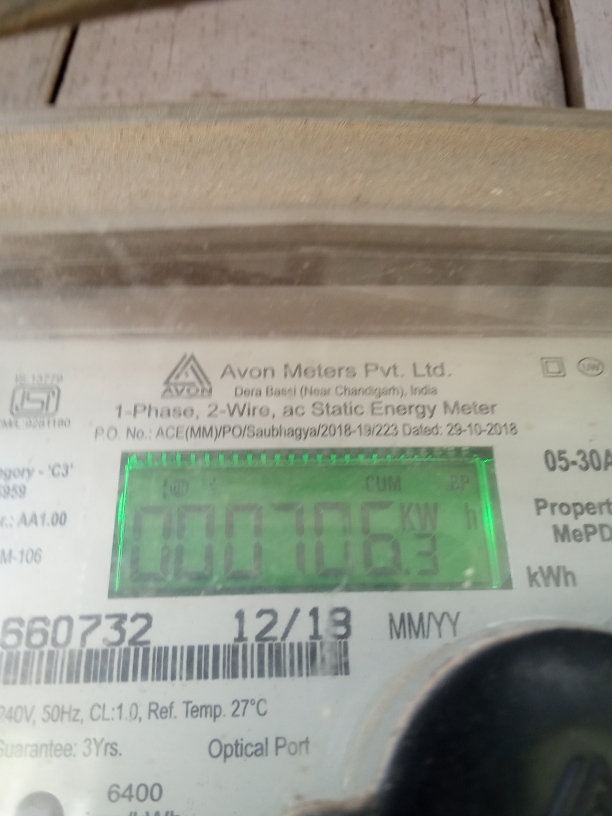 IS:13779
AVON
Avon Meters Pvt. Ltd.
Dera Bassi (Near Chandigarh), India
ISI
1-Phase, 2-Wire, ac Static Energy Meter
P.O. No.: ACE(MM)/PO/Saubhagya/2018-19/223 Dated: 29-10-2018
egory - 'C3'
5959
r.: AA1.00
M-106
CUM
000706.3 KW h
05-30A
Propert
MePD
kWh
660732
12/18
MM/YY
240V, 50Hz, CL:1.0, Ref. Temp. 27°C
Guarantee: 3Yrs.
Optical Port
6400